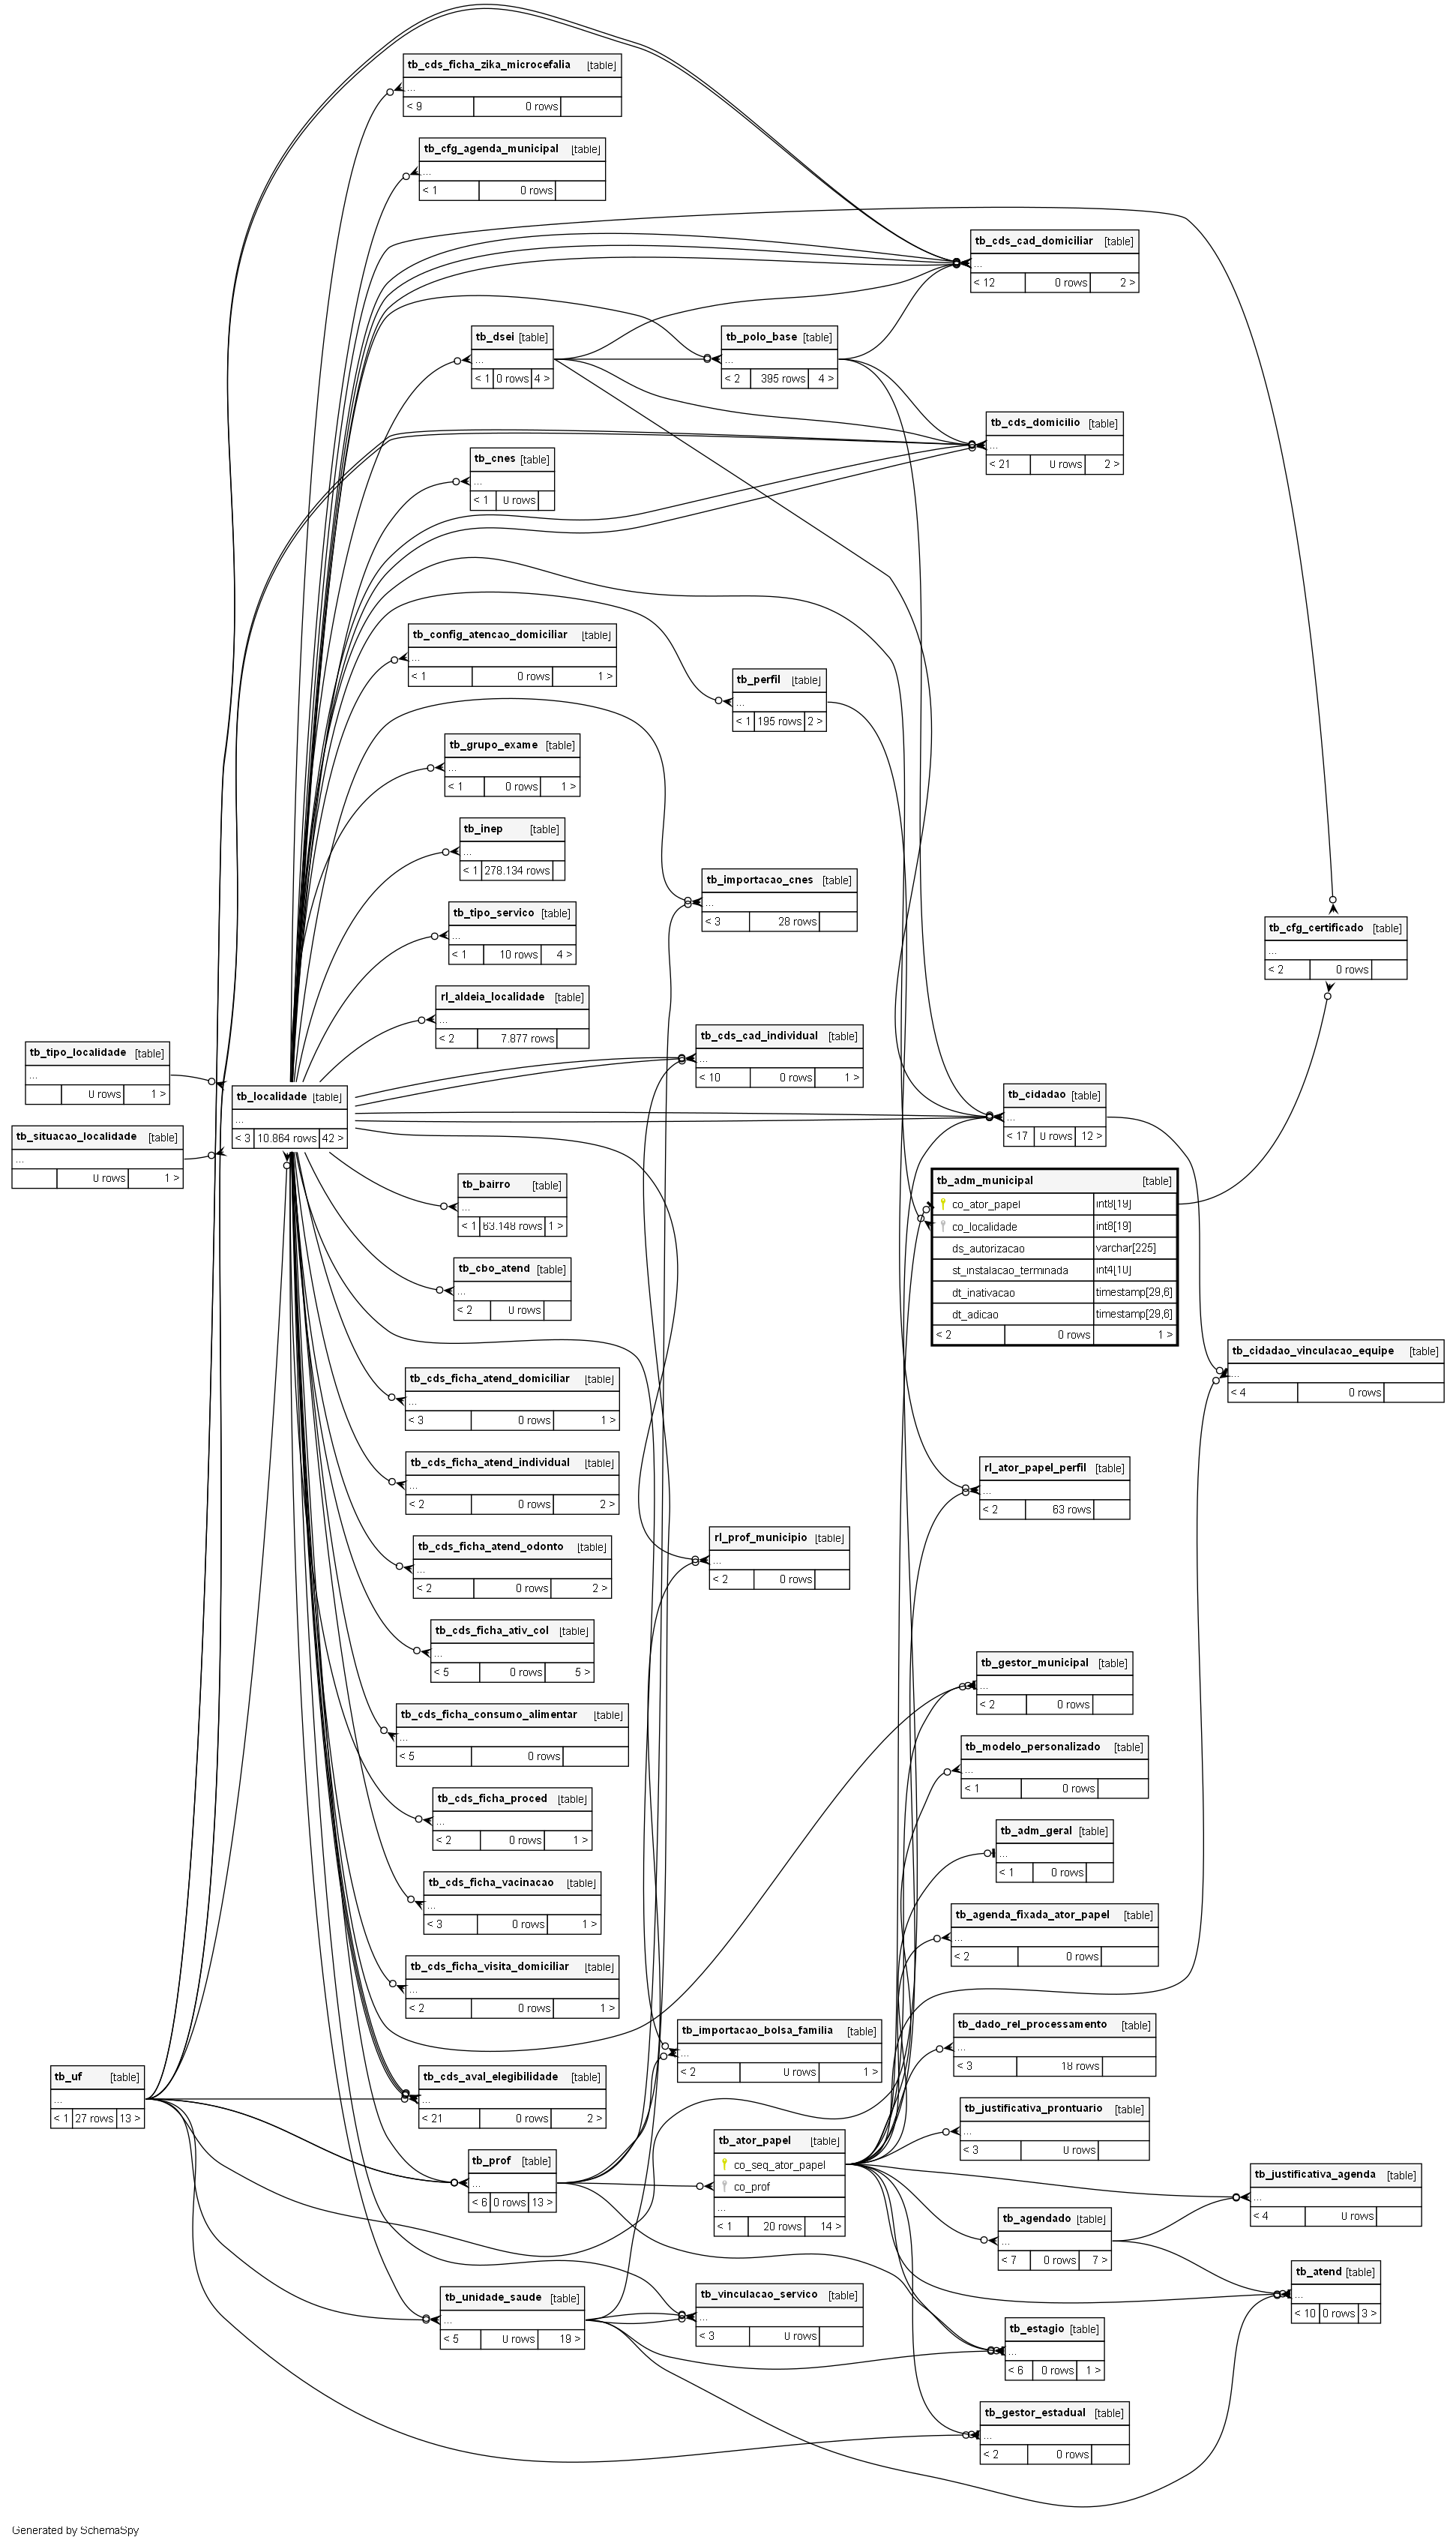 tb_cds_ficha_zika_microcefalia [table]
...
< 9 0 rows
tb_cfg_agenda_municipal [table]
...
< 1 0 rows
tb_cds_cad_domiciliar [table]
...
< 12 0 rows 2 >
tb_dsei [table]
...
< 1 0 rows 4 >
tb_polo_base [table]
...
< 2 395 rows 4 >
tb_cds_domicilio [table]
...
< 21 0 rows 2 >
tb_cnes [table]
...
< 1 0 rows
tb_config_atencao_domiciliar [table]
...
< 1 0 rows 1 >
tb_perfil [table]
...
< 1 195 rows 2 >
tb_grupo_exame [table]
...
< 1 0 rows 1 >
tb_inep [table]
...
< 1 278.134 rows
tb_importacao_cnes [table]
...
< 3 28 rows
tb_tipo_servico [table]
...
< 1 10 rows 4 >
tb_cfg_certificado [table]
...
< 2 0 rows
rl_aldeia_localidade [table]
...
< 2 7.877 rows
tb_cds_cad_individual [table]
...
< 10 0 rows 1 >
tb_tipo_localidade [table]
...
0 rows 1 >
tb_localidade [table]
...
< 3 10.864 rows 42 >
tb_cidadao [table]
...
< 17 0 rows 12 >
tb_situacao_localidade [table]
...
0 rows 1 >
tb_adm_municipal [table]
co_ator_papel int8[19]
co_localidade int8[19]
ds_autorizacao varchar[225]
st_instalacao_terminada int4[10]
dt_inativacao timestamp[29,6]
dt_adicao timestamp[29,6]
< 2 0 rows 1 >
tb_bairro [table]
...
< 1 63.148 rows 1 >
tb_cbo_atend [table]
...
< 2 0 rows
tb_cidadao_vinculacao_equipe [table]
...
< 4 0 rows
tb_cds_ficha_atend_domiciliar [table]
...
< 3 0 rows 1 >
tb_cds_ficha_atend_individual [table]
...
< 2 0 rows 2 >
rl_ator_papel_perfil [table]
...
< 2 63 rows
tb_cds_ficha_atend_odonto [table]
...
< 2 0 rows 2 >
rl_prof_municipio [table]
...
< 2 0 rows
tb_cds_ficha_ativ_col [table]
...
< 5 0 rows 5 >
tb_gestor_municipal [table]
...
< 2 0 rows
tb_cds_ficha_consumo_alimentar [table]
...
< 5 0 rows
tb_modelo_personalizado [table]
...
< 1 0 rows
tb_cds_ficha_proced [table]
...
< 2 0 rows 1 >
tb_adm_geral [table]
...
< 1 0 rows
tb_cds_ficha_vacinacao [table]
...
< 3 0 rows 1 >
tb_agenda_fixada_ator_papel [table]
...
< 2 0 rows
tb_cds_ficha_visita_domiciliar [table]
...
< 2 0 rows 1 >
tb_importacao_bolsa_familia [table]
...
< 2 0 rows 1 >
tb_dado_rel_processamento [table]
...
< 3 18 rows
tb_uf [table]
...
< 1 27 rows 13 >
tb_cds_aval_elegibilidade [table]
...
< 21 0 rows 2 >
tb_justificativa_prontuario [table]
...
< 3 0 rows
tb_prof [table]
...
< 6 0 rows 13 >
tb_ator_papel [table]
co_seq_ator_papel
co_prof
...
< 1 20 rows 14 >
tb_justificativa_agenda [table]
...
< 4 0 rows
tb_agendado [table]
...
< 7 0 rows 7 >
tb_atend [table]
...
< 10 0 rows 3 >
tb_unidade_saude [table]
...
< 5 0 rows 19 >
tb_vinculacao_servico [table]
...
< 3 0 rows
tb_estagio [table]
...
< 6 0 rows 1 >
tb_gestor_estadual [table]
...
< 2 0 rows
Generated by SchemaSpy